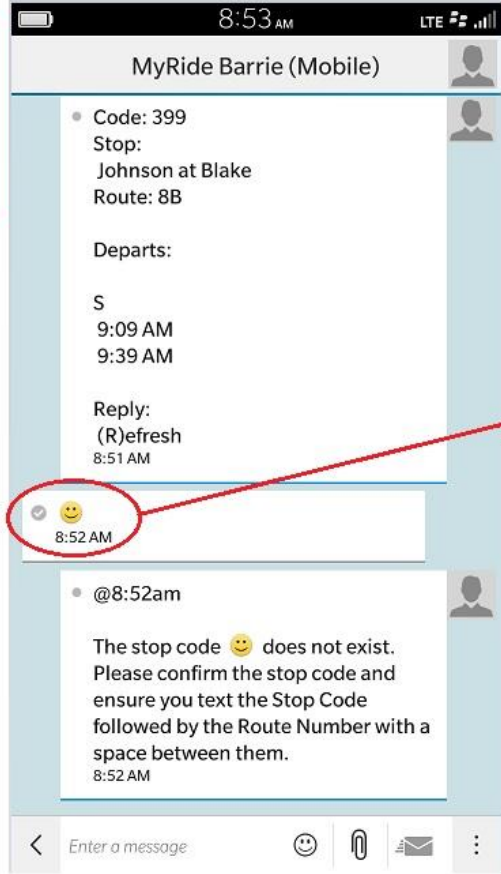 8:53 AM
LTE
MyRide Barrie (Mobile)
Code: 399
Stop:
Johnson at Blake
Route: 8B
Departs:
S
9:09 AM
9:39 AM
Reply:
(R)efresh
8:51 AM
🙂
8:52 AM
@8:52am
The stop code 🙂 does not exist.
Please confirm the stop code and
ensure you text the Stop Code
followed by the Route Number with a
space between them.
8:52 AM
Enter a message